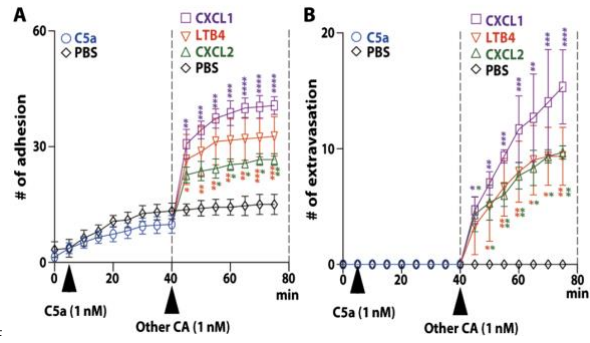 A
# of adhesion
60
30
0
C5a
PBS
CXCL1
LTB4
CXCL2
PBS
0
20
40
60
80
min
C5a (1 nM)
Other CA (1 nM)
B
# of extravasation
20
10
0
C5a
PBS
CXCL1
LTB4
CXCL2
PBS
0
20
40
60
80
min
C5a (1 nM)
Other CA (1 nM)